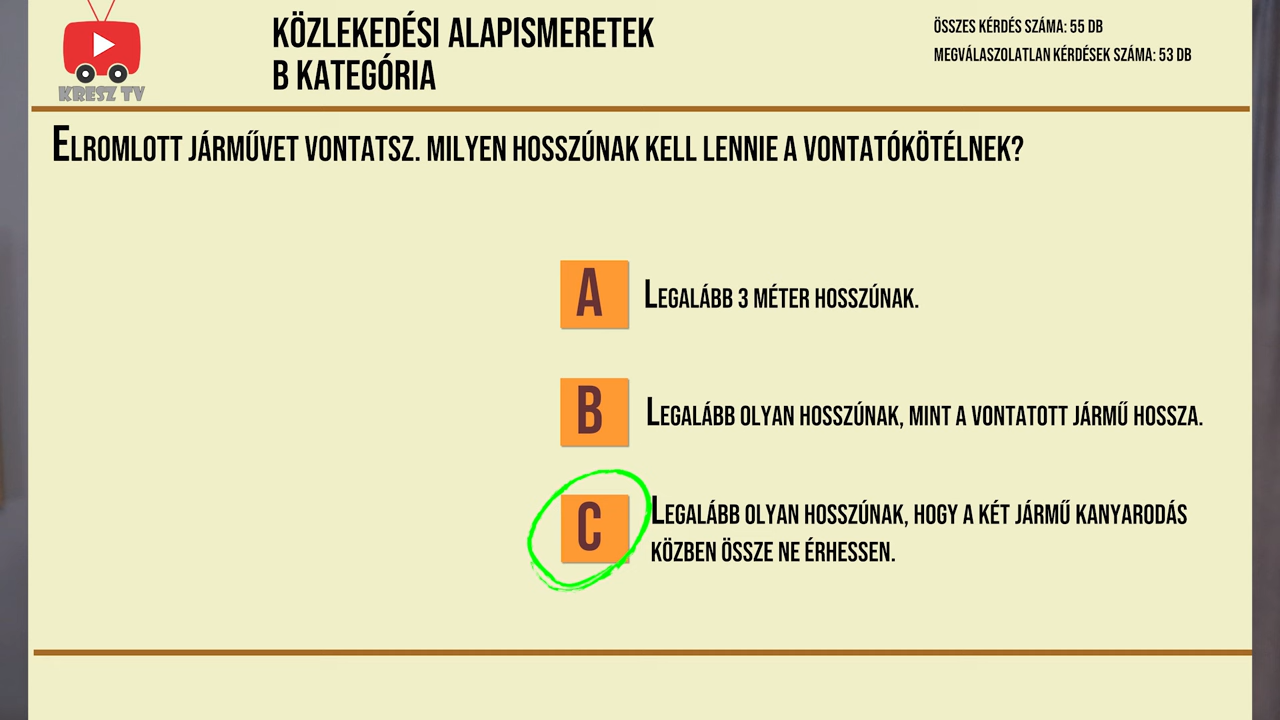 KRESZ TV
KÖZLEKEDÉSI ALAPISMERETEK
B KATEGÓRIA
ÖSSZES KÉRDÉS SZÁMA: 55 DB
MEGVÁLASZOLATLAN KÉRDÉSEK SZÁMA: 53 DB
ELROMLOTT JÁRMŰVET VONTATSZ. MILYEN HOSSZÚNAK KELL LENNIE A VONTATÓKÖTÉLNEK?
A LEGALÁBB 3 MÉTER HOSSZÚNAK.
B LEGALÁBB OLYAN HOSSZÚNAK, MINT A VONTATOTT JÁRMŰ HOSSZA.
C LEGALÁBB OLYAN HOSSZÚNAK, HOGY A KÉT JÁRMŰ KANYARODÁS
KÖZBEN ÖSSZE NE ÉRHESSEN.